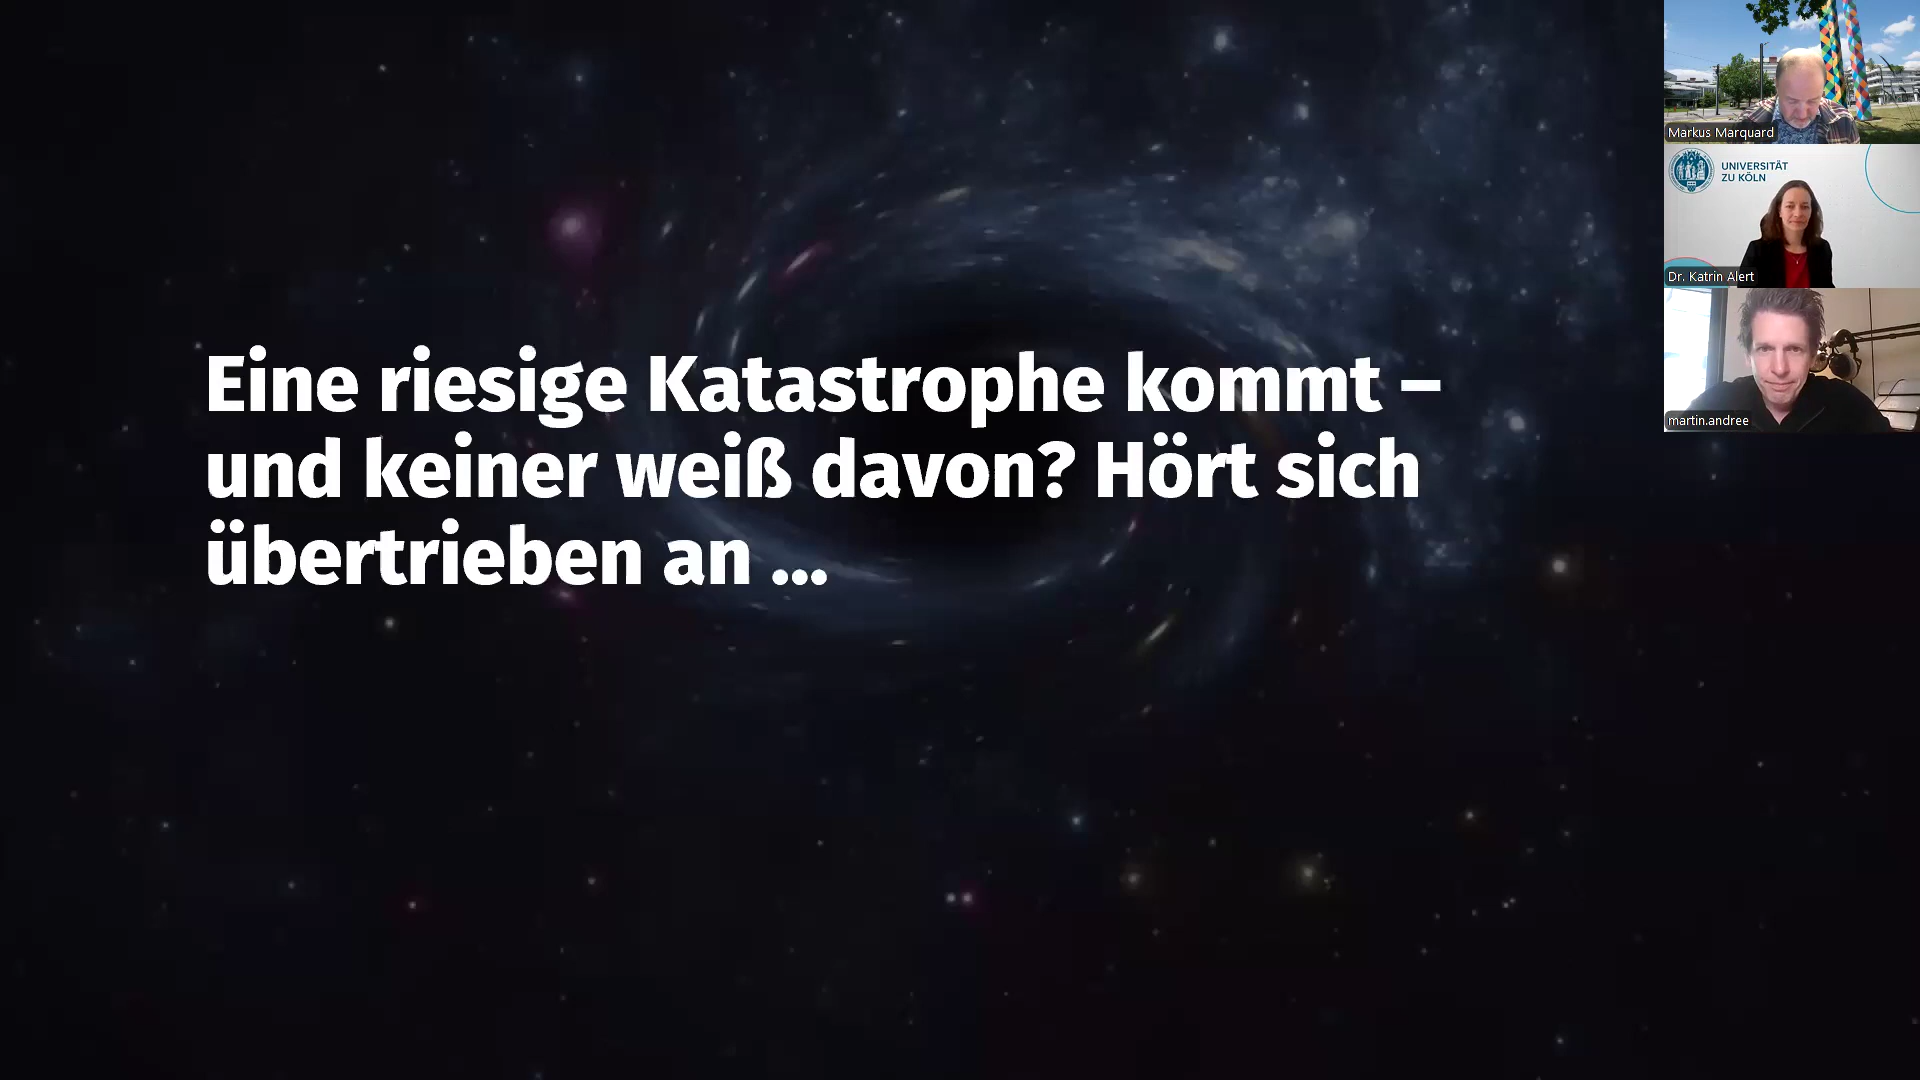 Eine riesige Katastrophe kommt –
und keiner weiß davon? Hört sich
übertrieben an ...
Markus Marquard
UNIVERSITÄT
ZU KÖLN
Dr. Katrin Alert
martin.andree